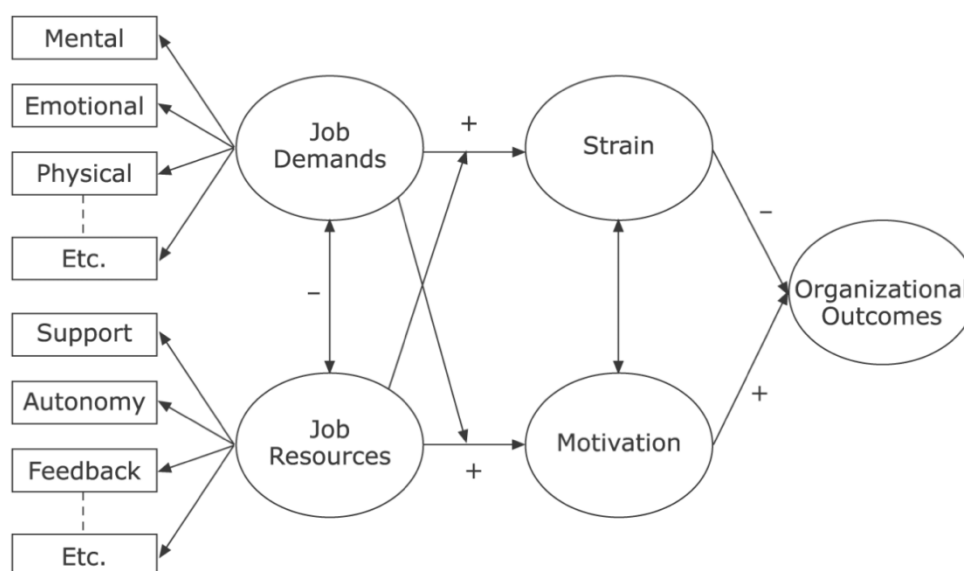 Mental
Emotional
Physical
Etc.
Support
Autonomy
Feedback
Etc.
Job
Demands
Job
Resources
–
+
+
Strain
Motivation
–
+
Organizational
Outcomes